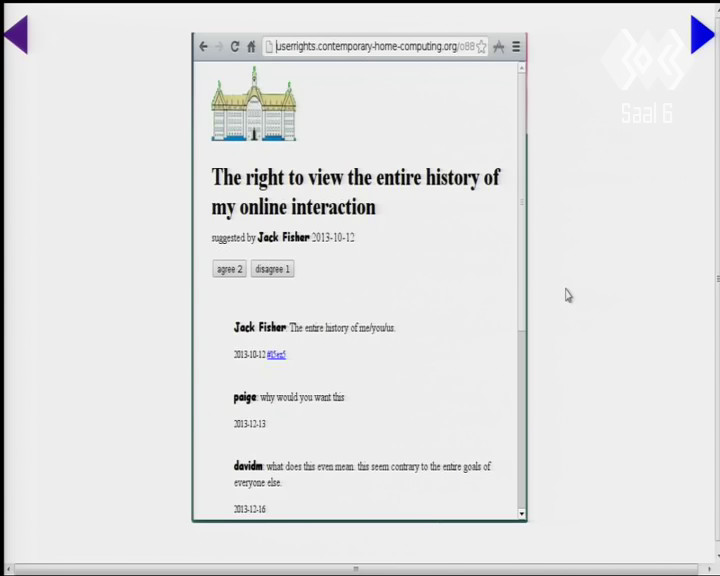 userrights.contemporary-home-computing.org/o88
Saal 6
The right to view the entire history of
my online interaction
suggested by Jack Fisher 2013-10-12
agree 2 disagree 1
Jack Fisher: The entire history of me/you/us.
2013-10-12
paige: why would you want this
2013-12-13
davidm: what does this even mean. this seem contrary to the entire goals of
everyone else.
2013-12-16